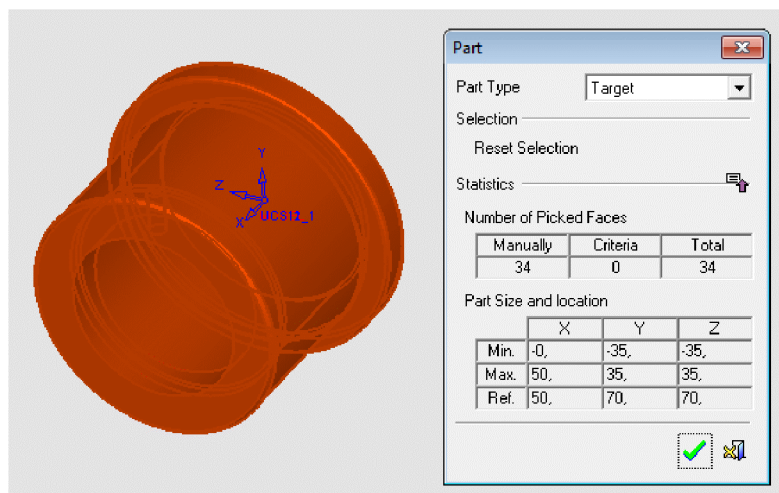 Part
Part Type Target
Selection
Reset Selection
Statistics
Number of Picked Faces
Manually Criteria Total
34 0 34
Part Size and location
X Y Z
Min. -0, -35, -35,
Max. 50, 35, 35,
Ref. 50, 70, 70,
Y
Z
X UCS12_1